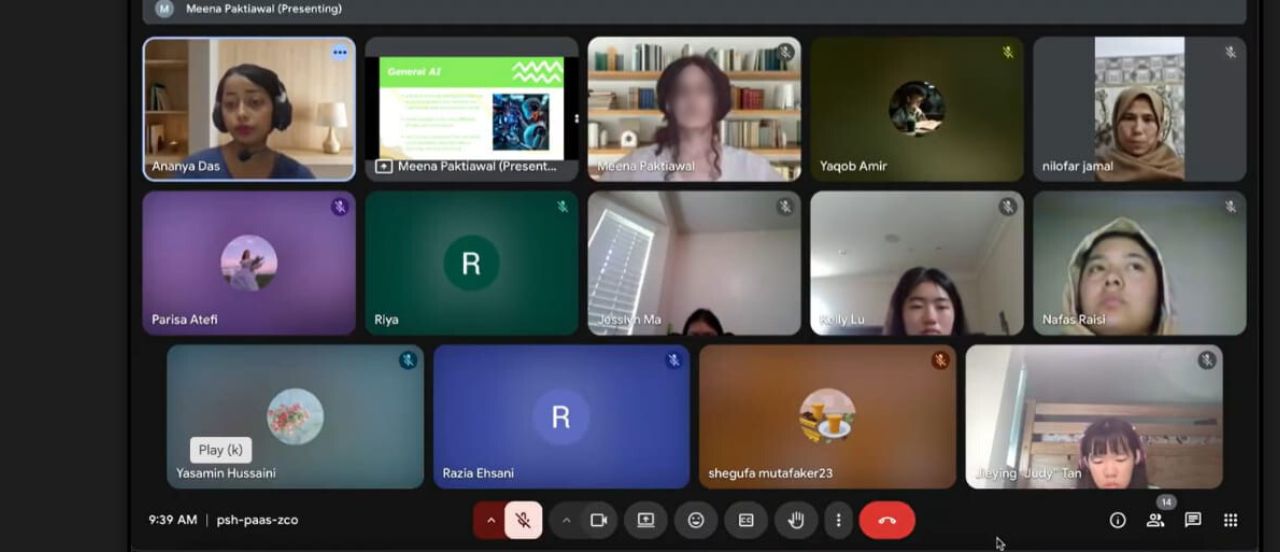 M Meena Paktiawal (Presenting)
Ananya Das
General AI
Meena Paktiawal (Present...
Meena Paktiawal
Yaqob Amir
nilofar jamal
Parisa Atefi
R
Riya
Josslyn Ma
Kelly Lu
Nafas Raisi
Play (k)
Yasamin Hussaini
R
Razia Ehsani
shegufa mutafaker23
Jieying "Judy" Tan
9:39 AM | psh-paas-zco
CC
14